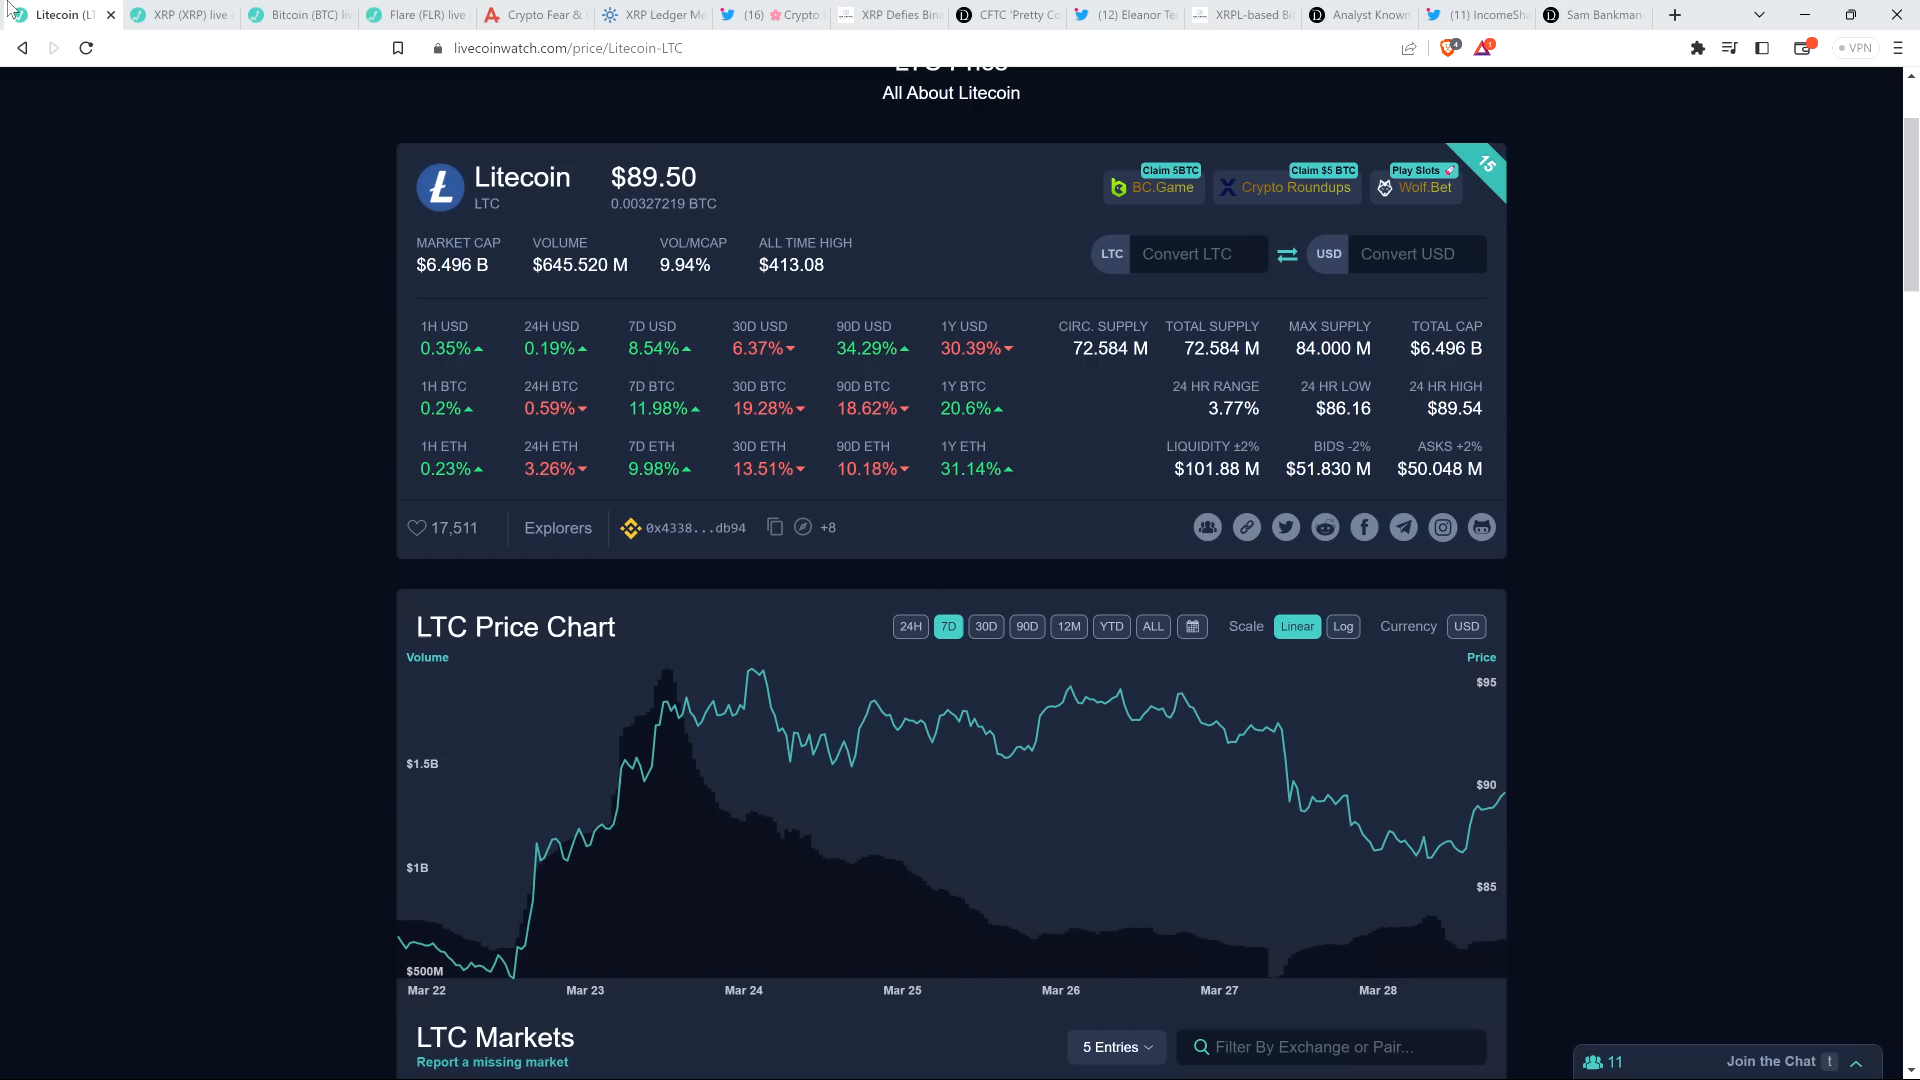 Litecoin (LT
XRP (XRP) live c
Bitcoin (BTC) li
Flare (FLR) live
Crypto Fear &
XRP Ledger Me
(16) 🌸Crypto
XRP Defies Bin
CFTC 'Pretty Co
(12) Eleanor Te
XRPL-based Bi
Analyst Known
(11) IncomeSha
Sam Bankman
livecoinwatch.com/price/Litecoin-LTC
4
1
VPN
LTC Price
All About Litecoin
Litecoin
LTC
$89.50
0.00327219 BTC
Claim 5BTC
BC.Game
Claim $5 BTC
Crypto Roundups
Play Slots 🚀
Wolf.Bet
15
MARKET CAP VOLUME VOL/MCAP ALL TIME HIGH
$6.496 B $645.520 M 9.94% $413.08
LTC Convert LTC USD Convert USD
1H USD 24H USD 7D USD 30D USD 90D USD 1Y USD CIRC. SUPPLY TOTAL SUPPLY MAX SUPPLY TOTAL CAP
0.35% 0.19% 8.54% 6.37% 34.29% 30.39% 72.584 M 72.584 M 84.000 M $6.496 B
1H BTC 24H BTC 7D BTC 30D BTC 90D BTC 1Y BTC 24 HR RANGE 24 HR LOW 24 HR HIGH
0.2% 0.59% 11.98% 19.28% 18.62% 20.6% 3.77% $86.16 $89.54
1H ETH 24H ETH 7D ETH 30D ETH 90D ETH 1Y ETH LIQUIDITY ±2% BIDS -2% ASKS +2%
0.23% 3.26% 9.98% 13.51% 10.18% 31.14% $101.88 M $51.830 M $50.048 M
17,511 Explorers 0x4338...db94 +8
LTC Price Chart
24H 7D 30D 90D 12M YTD ALL Scale Linear Log Currency USD
Volume Price
$95
$1.5B
$90
$1B
$85
$500M
Mar 22 Mar 23 Mar 24 Mar 25 Mar 26 Mar 27 Mar 28
LTC Markets
Report a missing market
5 Entries
Filter By Exchange or Pair...
11 Join the Chat t